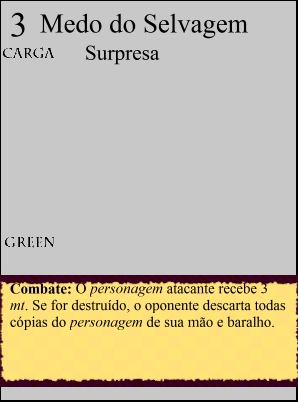 3 Medo do Selvagem
CARGA Surpresa
GREEN
Combate: O personagem atacante recebe 3
mt. Se for destruído, o oponente descarta todas
cópias do personagem de sua mão e baralho.